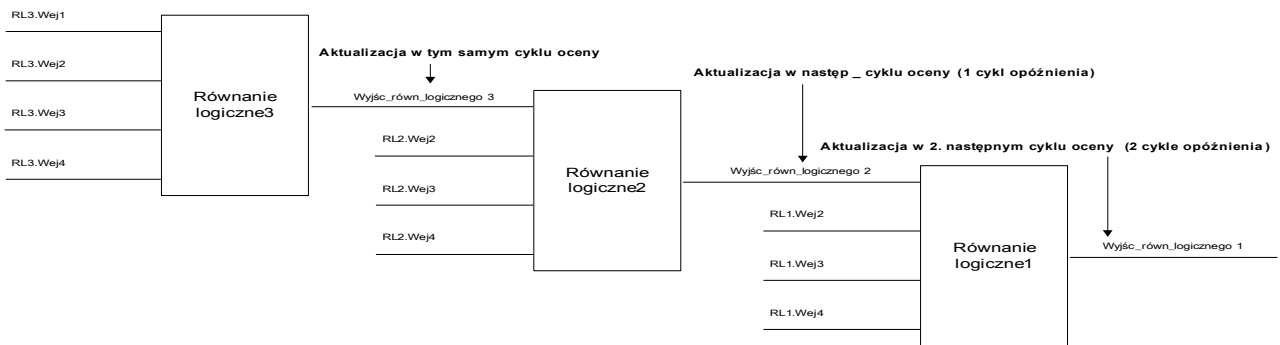 RL3.Wej1
Aktualizacja w tym samym cyklu oceny
RL3.Wej2
Aktualizacja w następ _ cyklu oceny (1 cykl opóźnienia)
Równanie
logiczne3
Wyjśc_równ_logicznego 3
RL3.Wej3
RL2.Wej2
Aktualizacja w 2. następnym cyklu oceny (2 cykle opóźnienia)
RL3.Wej4
Równanie
logiczne2
Wyjśc_równ_logicznego 2
RL2.Wej3
RL1.Wej2
RL2.Wej4
Równanie
logiczne1
Wyjśc_równ_logicznego 1
RL1.Wej3
RL1.Wej4